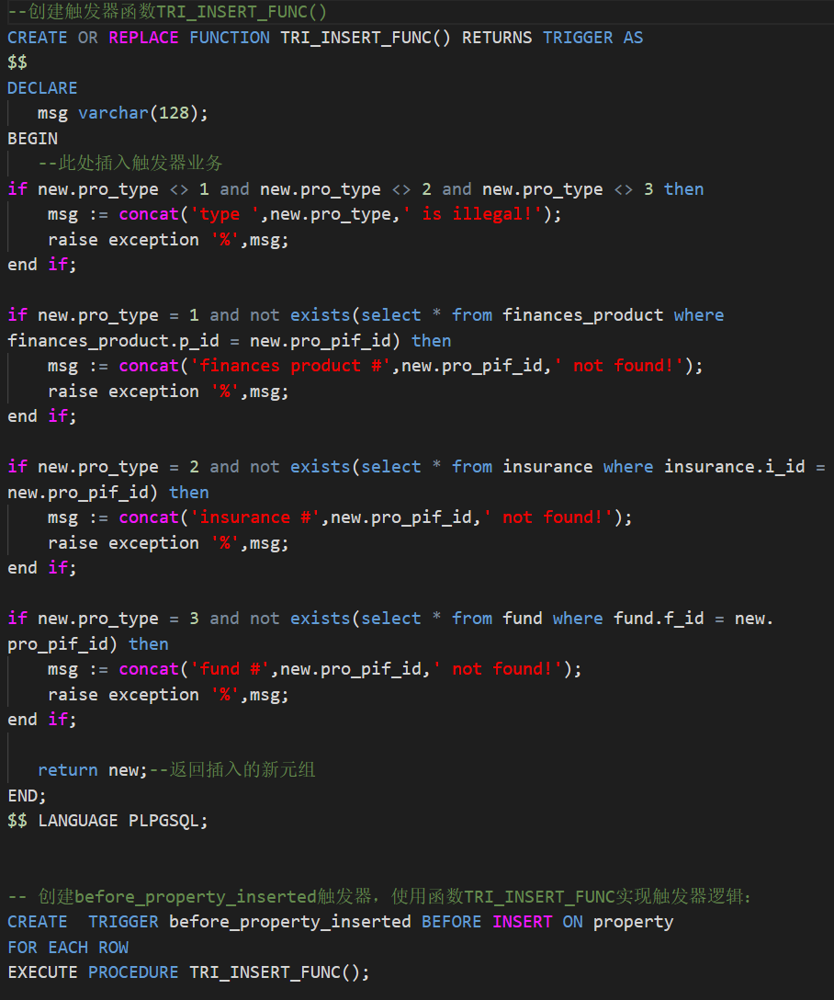 --创建触发器函数TRI_INSERT_FUNC()
CREATE OR REPLACE FUNCTION TRI_INSERT_FUNC() RETURNS TRIGGER AS
$$
DECLARE
   msg varchar(128);
BEGIN
   --此处插入触发器业务
if new.pro_type <> 1 and new.pro_type <> 2 and new.pro_type <> 3 then
    msg := concat('type ',new.pro_type,' is illegal!');
    raise exception '%',msg;
end if;

if new.pro_type = 1 and not exists(select * from finances_product where
finances_product.p_id = new.pro_pif_id) then
    msg := concat('finances product #',new.pro_pif_id,' not found!');
    raise exception '%',msg;
end if;

if new.pro_type = 2 and not exists(select * from insurance where insurance.i_id =
new.pro_pif_id) then
    msg := concat('insurance #',new.pro_pif_id,' not found!');
    raise exception '%',msg;
end if;

if new.pro_type = 3 and not exists(select * from fund where fund.f_id = new.
pro_pif_id) then
    msg := concat('fund #',new.pro_pif_id,' not found!');
    raise exception '%',msg;
end if;

   return new;--返回插入的新元组
END;
$$ LANGUAGE PLPGSQL;


-- 创建before_property_inserted触发器，使用函数TRI_INSERT_FUNC实现触发器逻辑：
CREATE  TRIGGER before_property_inserted BEFORE INSERT ON property
FOR EACH ROW
EXECUTE PROCEDURE TRI_INSERT_FUNC();